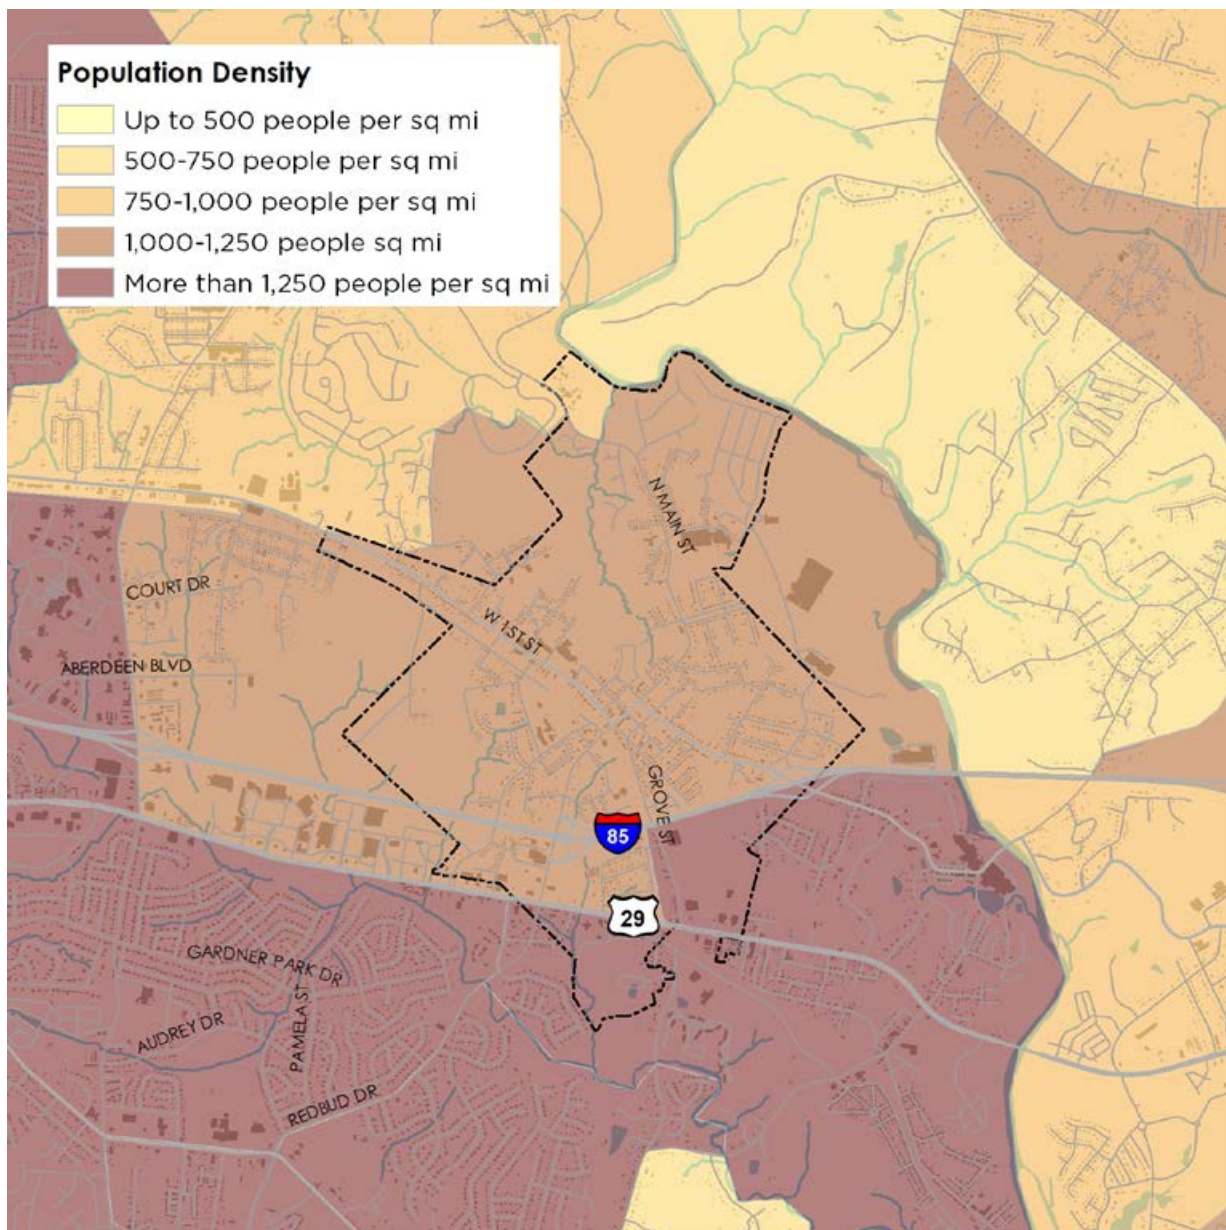 Population Density
Up to 500 people per sq mi
500-750 people per sq mi
750-1,000 people per sq mi
1,000-1,250 people sq mi
More than 1,250 people per sq mi
N MAIN ST
COURT DR
W 1ST ST
ABERDEEN BLVD
GROVE ST
85
29
GARDNER PARK DR
PAMELA ST
AUDREY DR
REDBUD DR